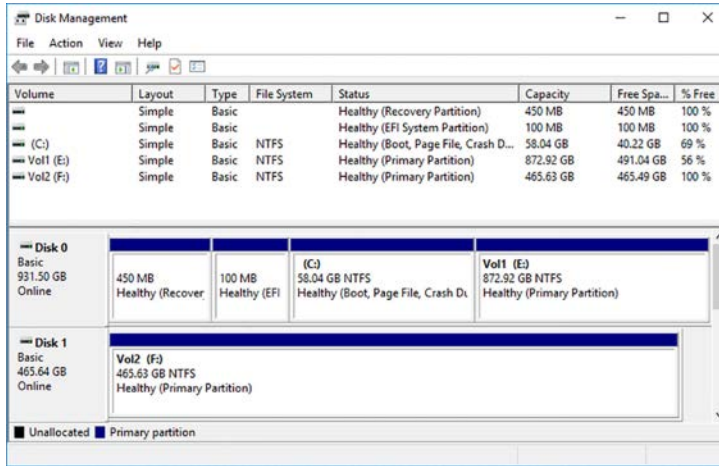 Disk Management
File Action View Help
Volume Layout Type File System Status Capacity Free Spa... % Free
Simple Basic Healthy (Recovery Partition) 450 MB 450 MB 100 %
Simple Basic Healthy (EFI System Partition) 100 MB 100 MB 100 %
(C:) Simple Basic NTFS Healthy (Boot, Page File, Crash D... 58.04 GB 40.22 GB 69 %
Vol1 (E:) Simple Basic NTFS Healthy (Primary Partition) 872.92 GB 491.04 GB 56 %
Vol2 (F:) Simple Basic NTFS Healthy (Primary Partition) 465.63 GB 465.49 GB 100 %
Disk 0
Basic
931.50 GB
Online
450 MB
Healthy (Recover
100 MB
Healthy (EFI
(C:)
58.04 GB NTFS
Healthy (Boot, Page File, Crash Du
Vol1 (E:)
872.92 GB NTFS
Healthy (Primary Partition)
Disk 1
Basic
465.64 GB
Online
Vol2 (F:)
465.63 GB NTFS
Healthy (Primary Partition)
Unallocated Primary partition